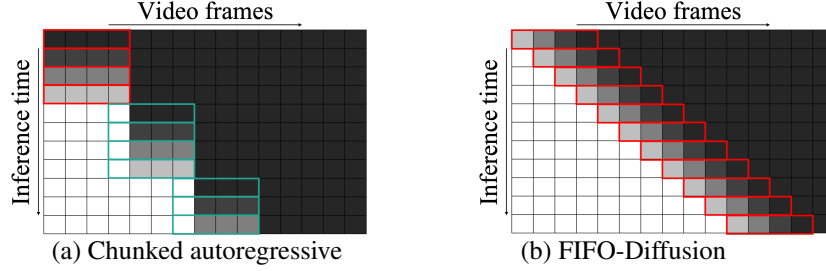 Video frames
Inference time
(a) Chunked autoregressive
Video frames
Inference time
(b) FIFO-Diffusion